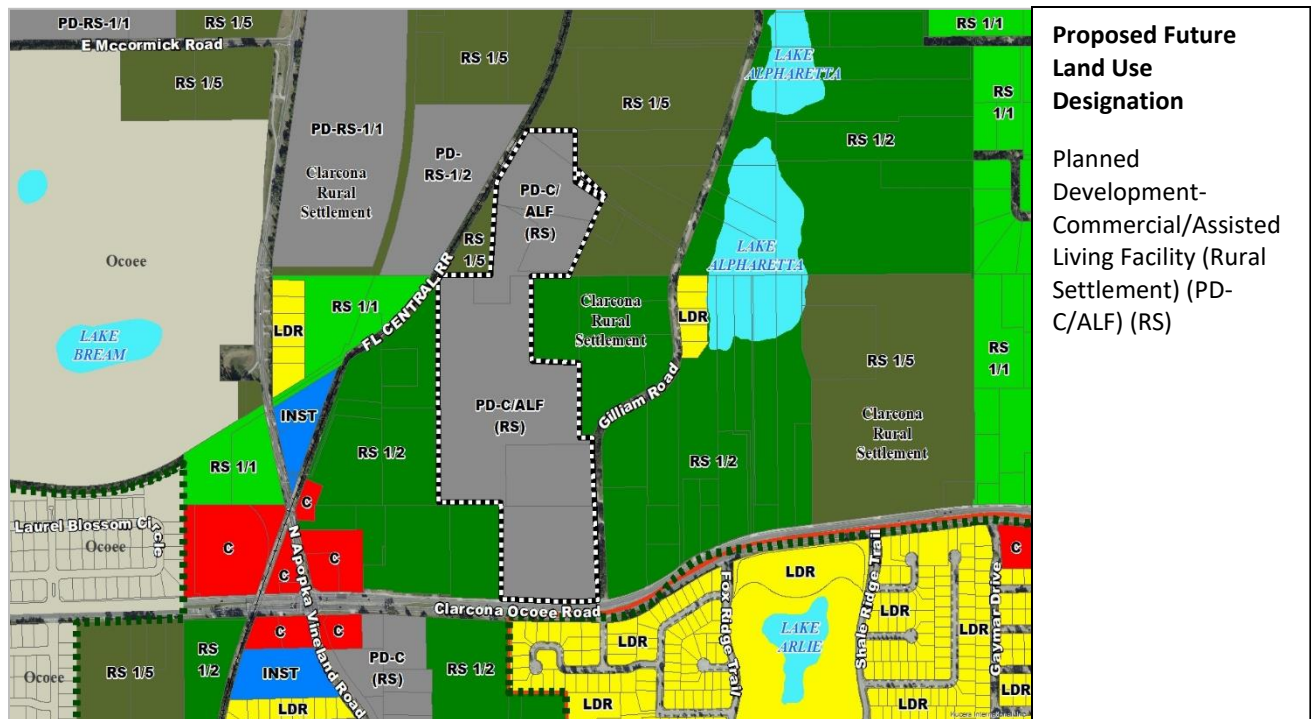 PD-RS-1/1
RS 1/5
E Mccormick Road
RS 1/5
RS 1/5
RS 1/5
LAKE
ALPHARETTA
RS 1/1
RS
1/1
PD-RS-1/1
Clarcona
Rural
Settlement
PD-
RS-1/2
PD-C/
ALF
(RS)
RS
1/5
RS 1/2
Ocoee
LAKE
BREAM
LDR
RS 1/1
FL CENTRAL RR
Clarcona
Rural
Settlement
LDR
LAKE
ALPHARETTA
RS 1/5
Clarcona
Rural
Settlement
RS
1/1
INST
PD-C/ALF
(RS)
Gilliam Road
RS 1/1
RS 1/2
RS 1/2
C
Laurel Blossom Circle
Ocoee
C
C
C
N Apopka Vineland Road
Clarcona Ocoee Road
C
C
C
LDR
Fox Ridge Trail
Shale Ridge Trail
Gaymar Drive
LDR
LDR
LDR
LAKE
ARLIE
Ocoee
RS 1/5
RS
1/2
INST
PD-C
(RS)
RS 1/2
LDR
LDR
LDR
LDR
Proposed Future
Land Use
Designation
Planned
Development-
Commercial/Assisted
Living Facility (Rural
Settlement) (PD-
C/ALF) (RS)